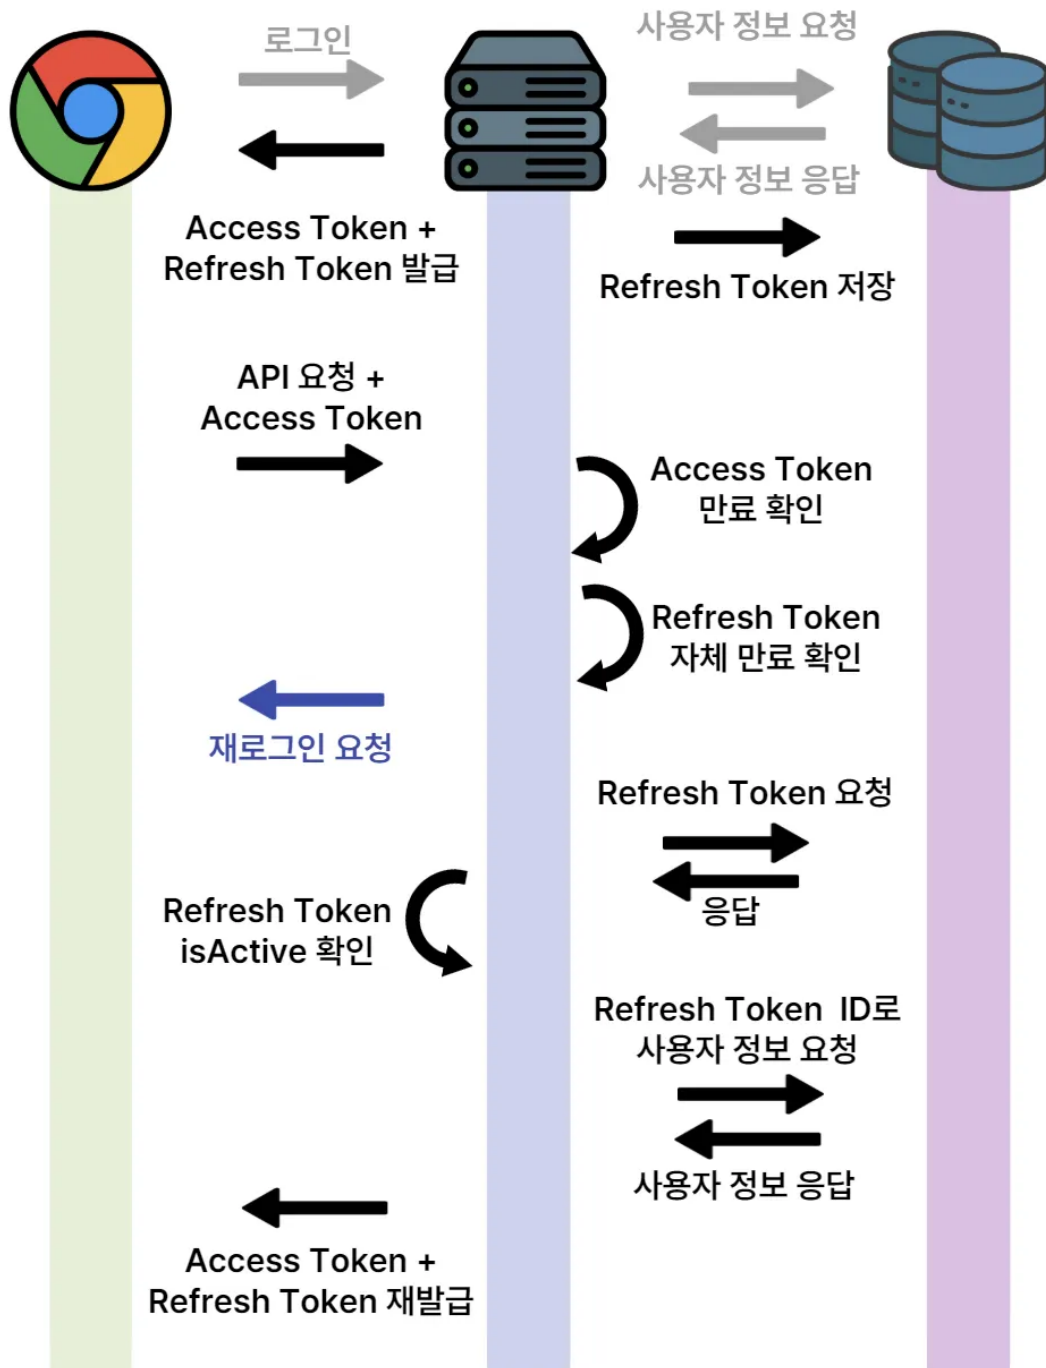 로그인
사용자 정보 요청
사용자 정보 응답
Access Token +
Refresh Token 발급
Refresh Token 저장
API 요청 +
Access Token
Access Token
만료 확인
Refresh Token
자체 만료 확인
재로그인 요청
Refresh Token 요청
응답
Refresh Token
isActive 확인
Refresh Token ID로
사용자 정보 요청
사용자 정보 응답
Access Token +
Refresh Token 재발급